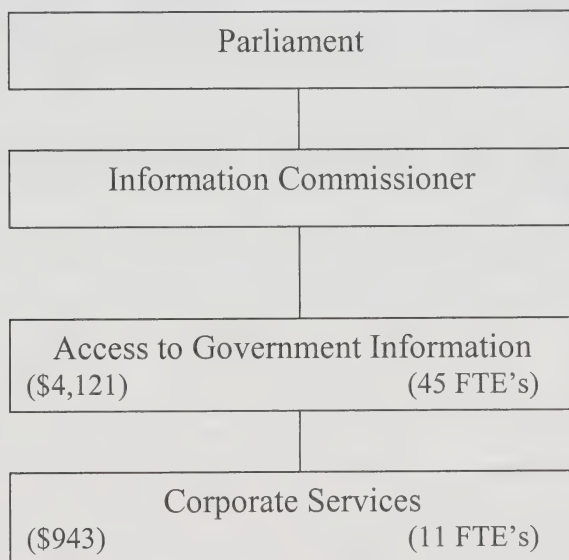 Parliament
Information Commissioner
Access to Government Information
($4,121) (45 FTE's)
Corporate Services
($943) (11 FTE's)